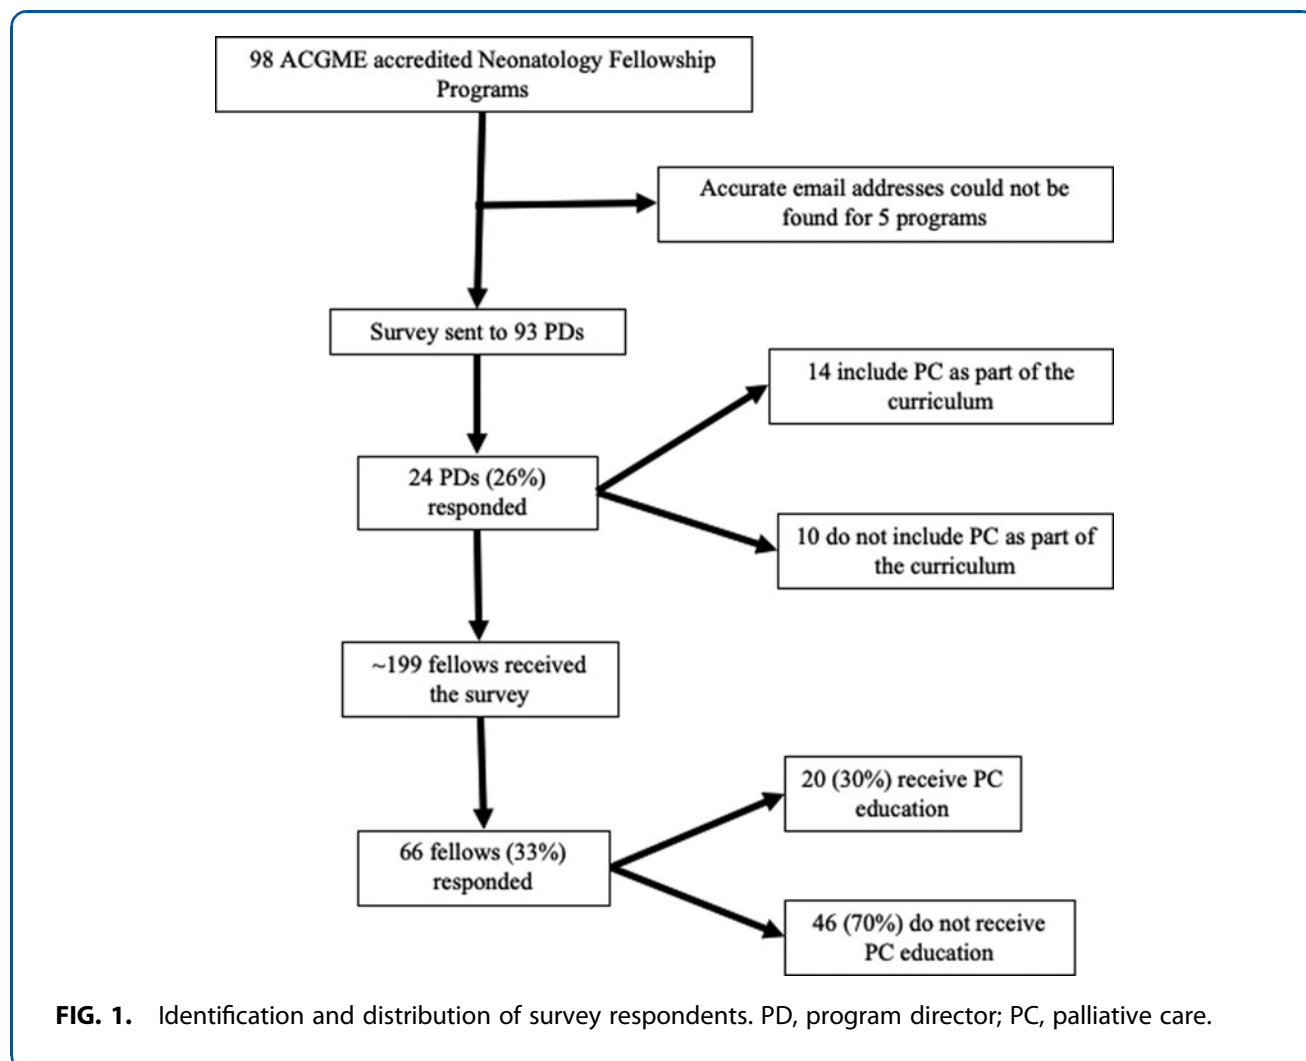 98 ACGME accredited Neonatology Fellowship
Programs
Accurate email addresses could not be
found for 5 programs
Survey sent to 93 PDs
14 include PC as part of the
curriculum
24 PDs (26%)
responded
10 do not include PC as part of
the curriculum
~199 fellows received
the survey
20 (30%) receive PC
education
66 fellows (33%)
responded
46 (70%) do not receive
PC education
FIG. 1. Identification and distribution of survey respondents. PD, program director; PC, palliative care.